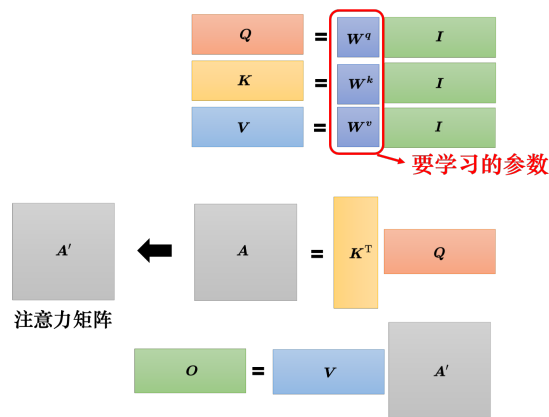 Q = W^q I
K = W^k I
V = W^v I
要学习的参数
A′ A = K^T Q
注意力矩阵
O = V A′